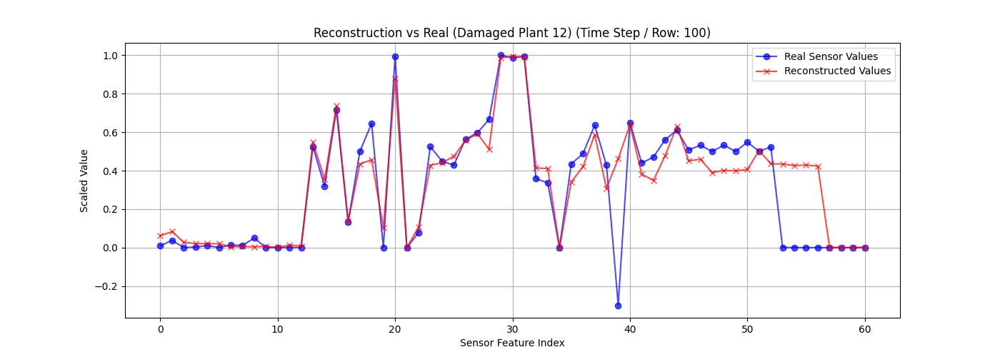 Reconstruction vs Real (Damaged Plant 12) (Time Step / Row: 100)
Real Sensor Values
Reconstructed Values
Scaled Value
1.0
0.8
0.6
0.4
0.2
0.0
−0.2
0 10 20 30 40 50 60
Sensor Feature Index